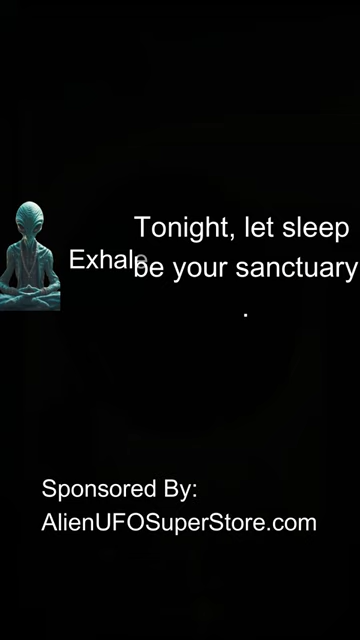 Tonight, let sleep
Exhale
be your sanctuary
.
Sponsored By:
AlienUFOSuperStore.com